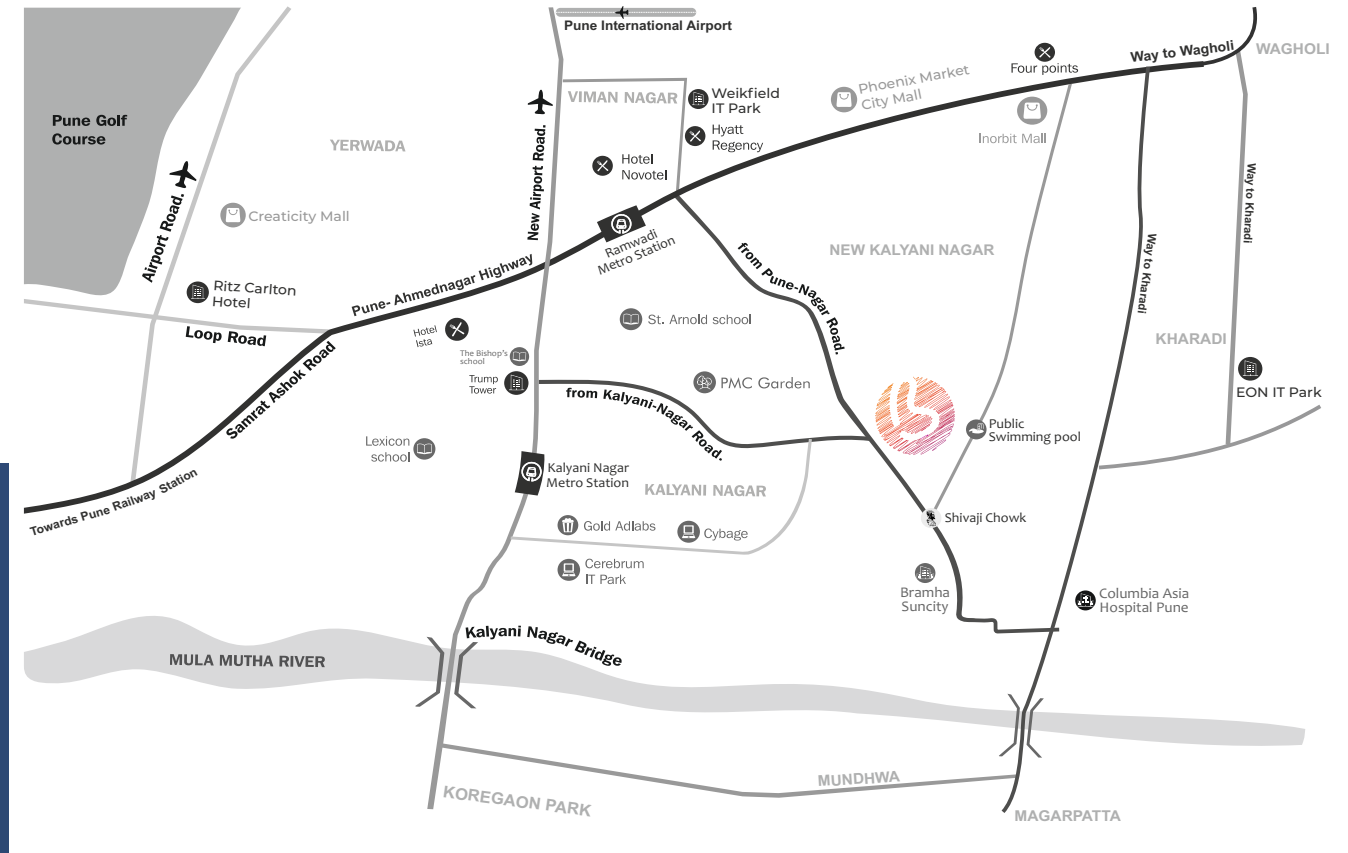 Pune International Airport
Way to Wagholi
WAGHOLI
Four points
Phoenix Market
City Mall
Inorbit Mall
VIMAN NAGAR
Weikfield
IT Park
Hyatt
Regency
Hotel
Novotel
Pune Golf
Course
YERWADA
Airport Road.
New Airport Road.
Creaticity Mall
Ramwadi
Metro Station
Pune- Ahmednagar Highway
from Pune-Nagar Road.
NEW KALYANI NAGAR
Way to Kharadi
Way to Kharadi
Ritz Carlton
Hotel
Loop Road
Samrat Ashok Road
Hotel
Ista
St. Arnold school
The Bishop's
school
Trump
Tower
PMC Garden
from Kalyani-Nagar Road.
KHARADI
EON IT Park
Public
Swimming pool
Lexicon
school
Kalyani Nagar
Metro Station
KALYANI NAGAR
Towards Pune Railway Station
Gold Adlabs
Cybage
Shivaji Chowk
Cerebrum
IT Park
Bramha
Suncity
Columbia Asia
Hospital Pune
Kalyani Nagar Bridge
MULA MUTHA RIVER
MUNDHWA
KOREGAON PARK
MAGARPATTA